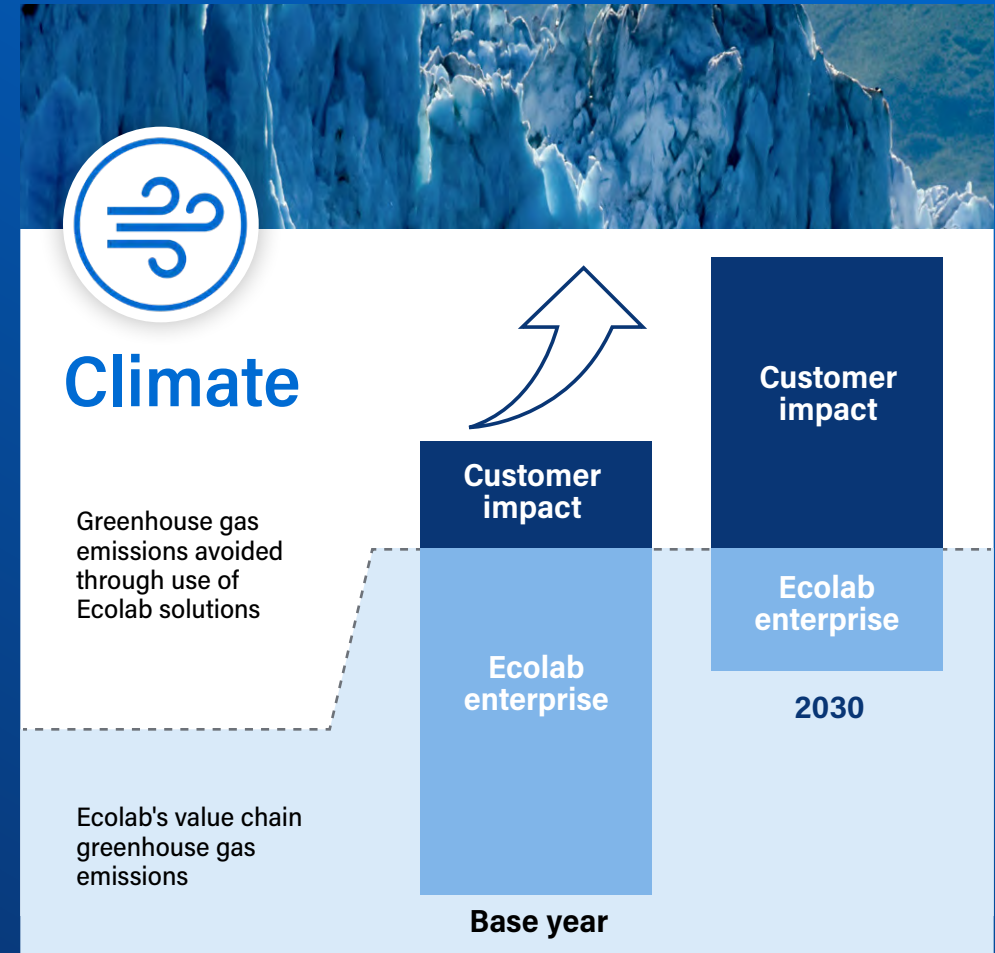 Climate
Greenhouse gas
emissions avoided
through use of
Ecolab solutions
Ecolab's value chain
greenhouse gas
emissions
Customer
impact
Ecolab
enterprise
Base year
Customer
impact
Ecolab
enterprise
2030